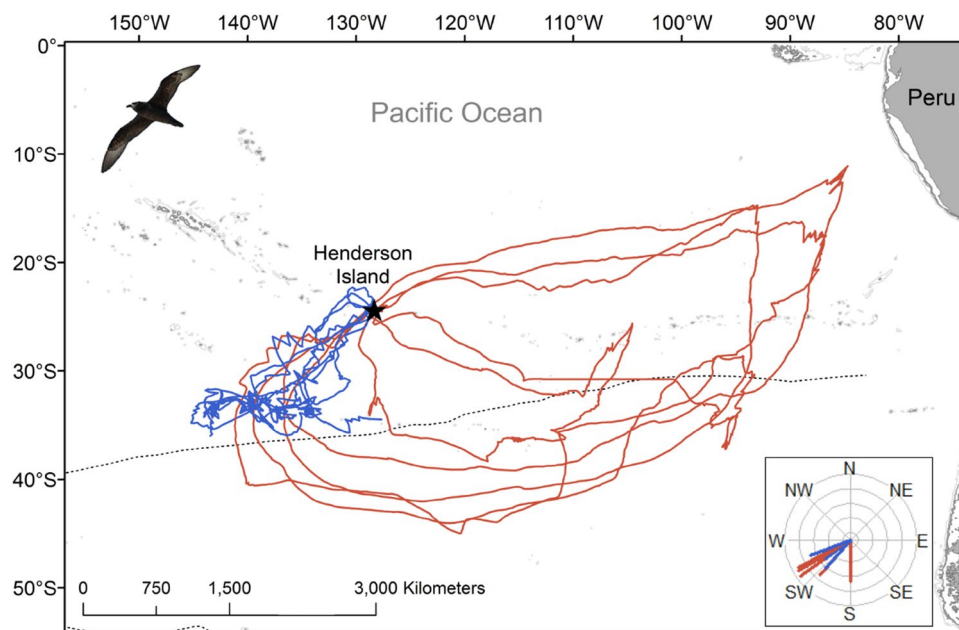 150°W 140°W 130°W 120°W 110°W 100°W 90°W 80°W
0°
Peru
Pacific Ocean
10°S
20°S
Henderson
Island
30°S
40°S
N
NW NE
W E
SW SE
S
50°S
0 750 1,500 3,000 Kilometers